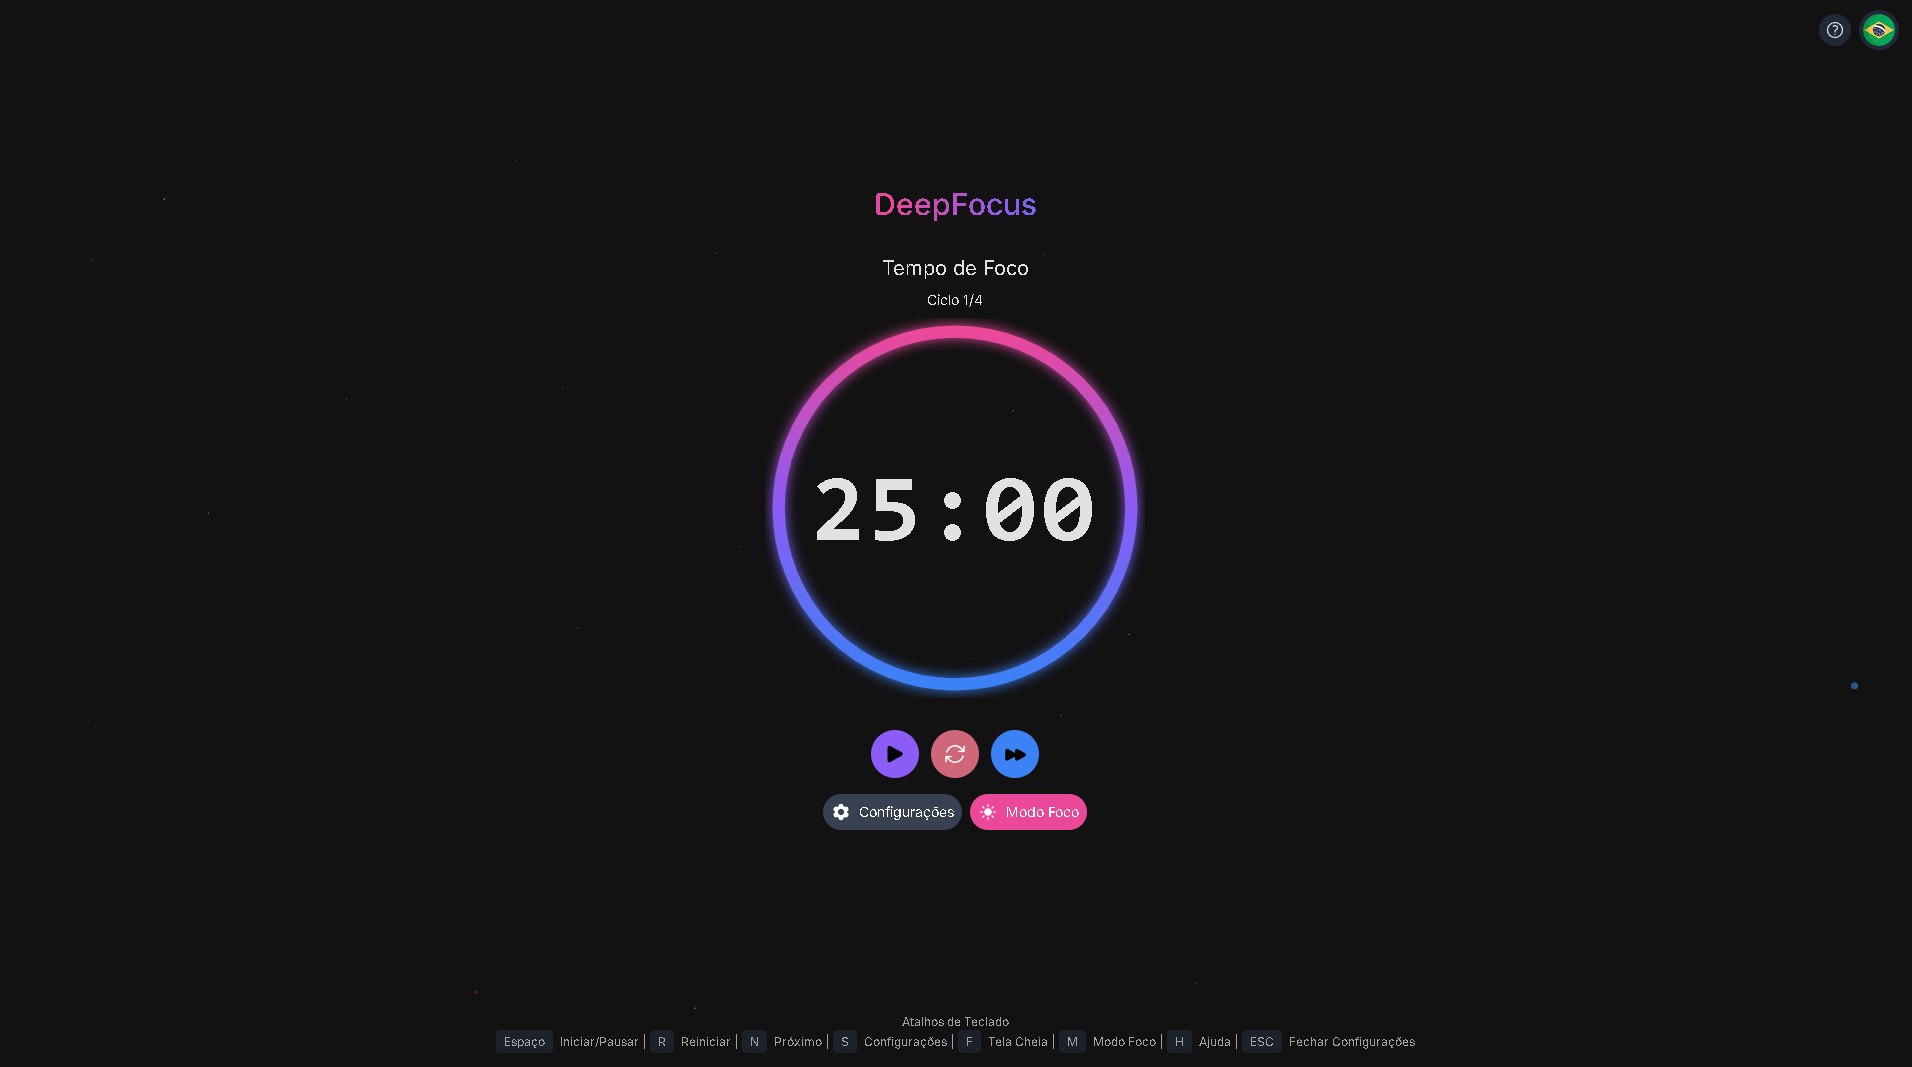 DeepFocus
Tempo de Foco
Ciclo 1/4
25:00
Configurações Modo Foco
Atalhos de Teclado
Espaço Iniciar/Pausar | R Reiniciar | N Próximo | S Configurações | F Tela Cheia | M Modo Foco | H Ajuda | ESC Fechar Configurações